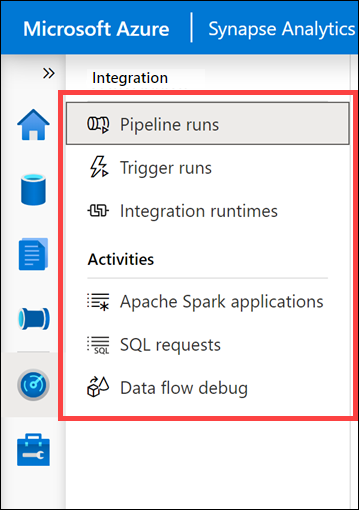 Microsoft Azure | Synapse Analytics
»
Integration
Pipeline runs
Trigger runs
Integration runtimes
Activities
Apache Spark applications
SQL SQL requests
Data flow debug